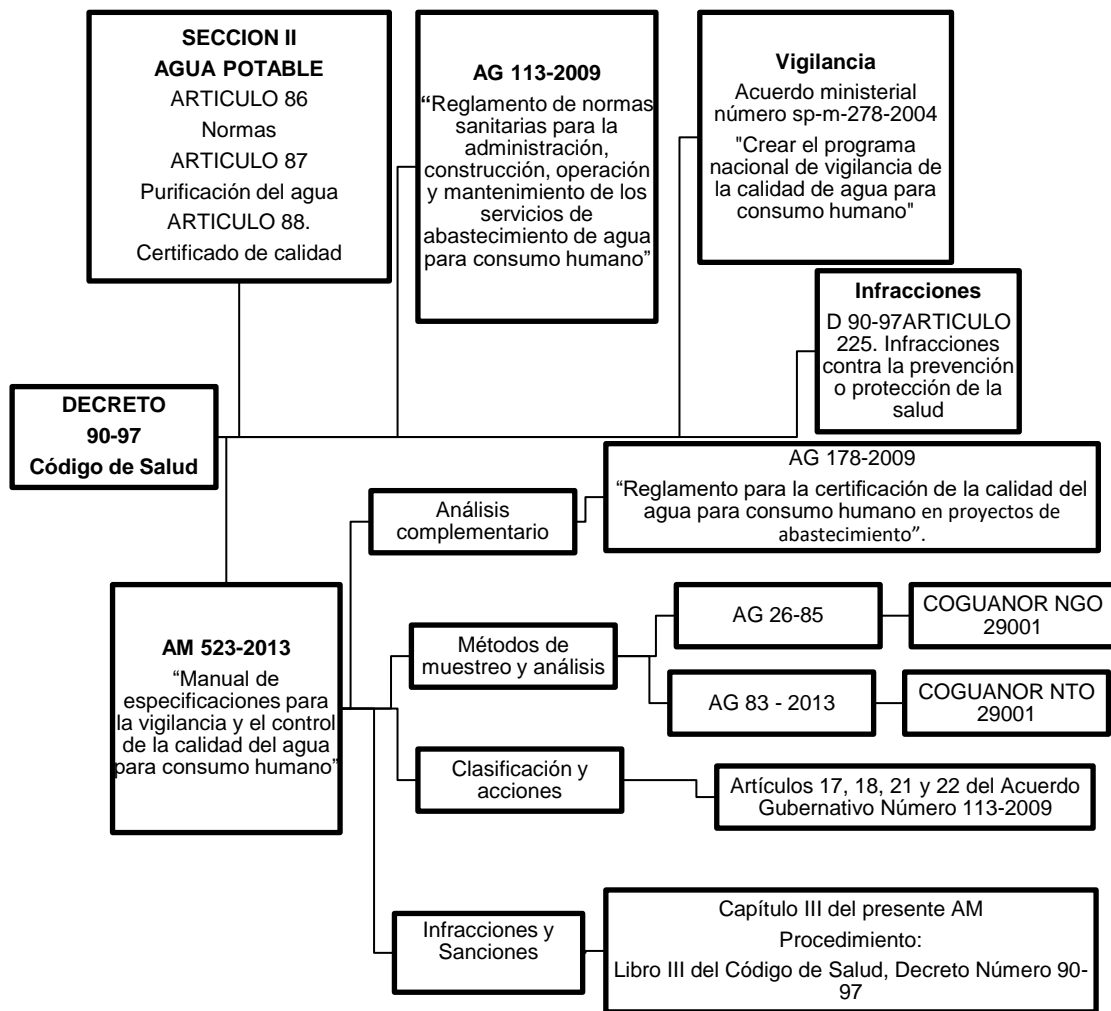 SECCION II
AGUA POTABLE
ARTICULO 86
Normas
ARTICULO 87
Purificación del agua
ARTICULO 88.
Certificado de calidad
AG 113-2009
“Reglamento de normas
sanitarias para la
administración,
construcción, operación
y mantenimiento de los
servicios de
abastecimiento de agua
para consumo humano”
Vigilancia
Acuerdo ministerial
número sp-m-278-2004
"Crear el programa
nacional de vigilancia de
la calidad de agua para
consumo humano"
Infracciones
D 90-97ARTICULO
225. Infracciones
contra la prevención
o protección de la
salud
DECRETO
90-97
Código de Salud
AG 178-2009
“Reglamento para la certificación de la calidad del
agua para consumo humano en proyectos de
abastecimiento”.
Análisis
complementario
AM 523-2013
“Manual de
especificaciones para
la vigilancia y el control
de la calidad del agua
para consumo humano”
Métodos de
muestreo y análisis
AG 26-85
COGUANOR NGO
29001
AG 83 - 2013
COGUANOR NTO
29001
Clasificación y
acciones
Artículos 17, 18, 21 y 22 del Acuerdo
Gubernativo Número 113-2009
Infracciones y
Sanciones
Capítulo III del presente AM
Procedimiento:
Libro III del Código de Salud, Decreto Número 90-
97